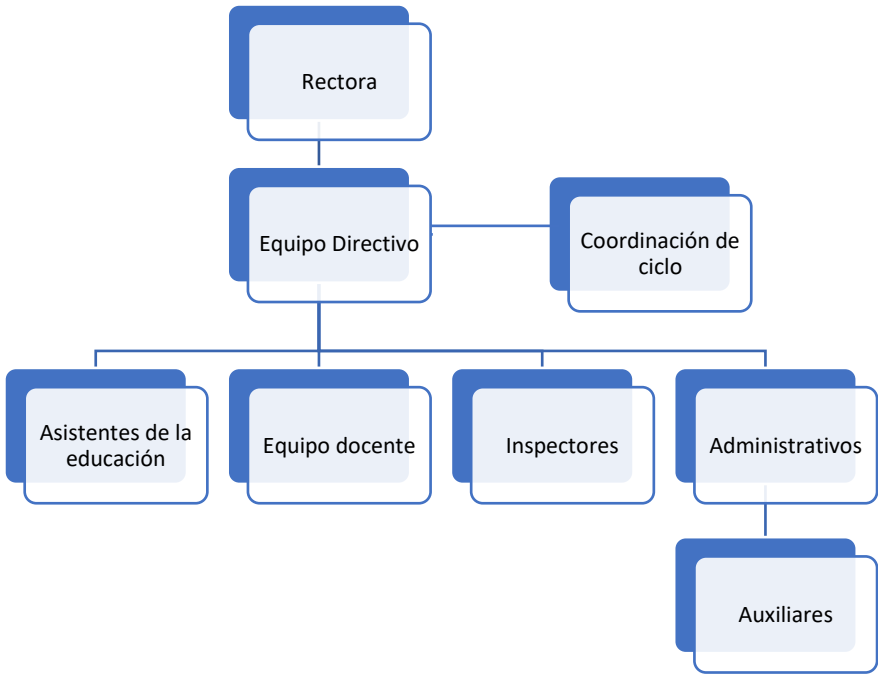 Rectora
Equipo Directivo
Coordinación de
ciclo
Asistentes de la
educación
Equipo docente
Inspectores
Administrativos
Auxiliares